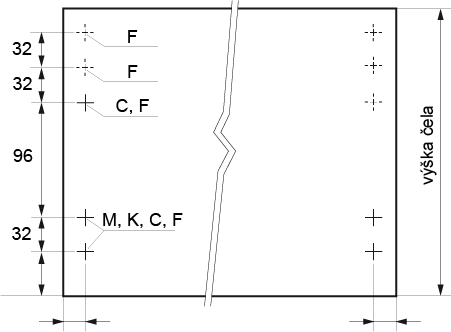 F
32
F
32
C, F
96
M, K, C, F
32
výška čela